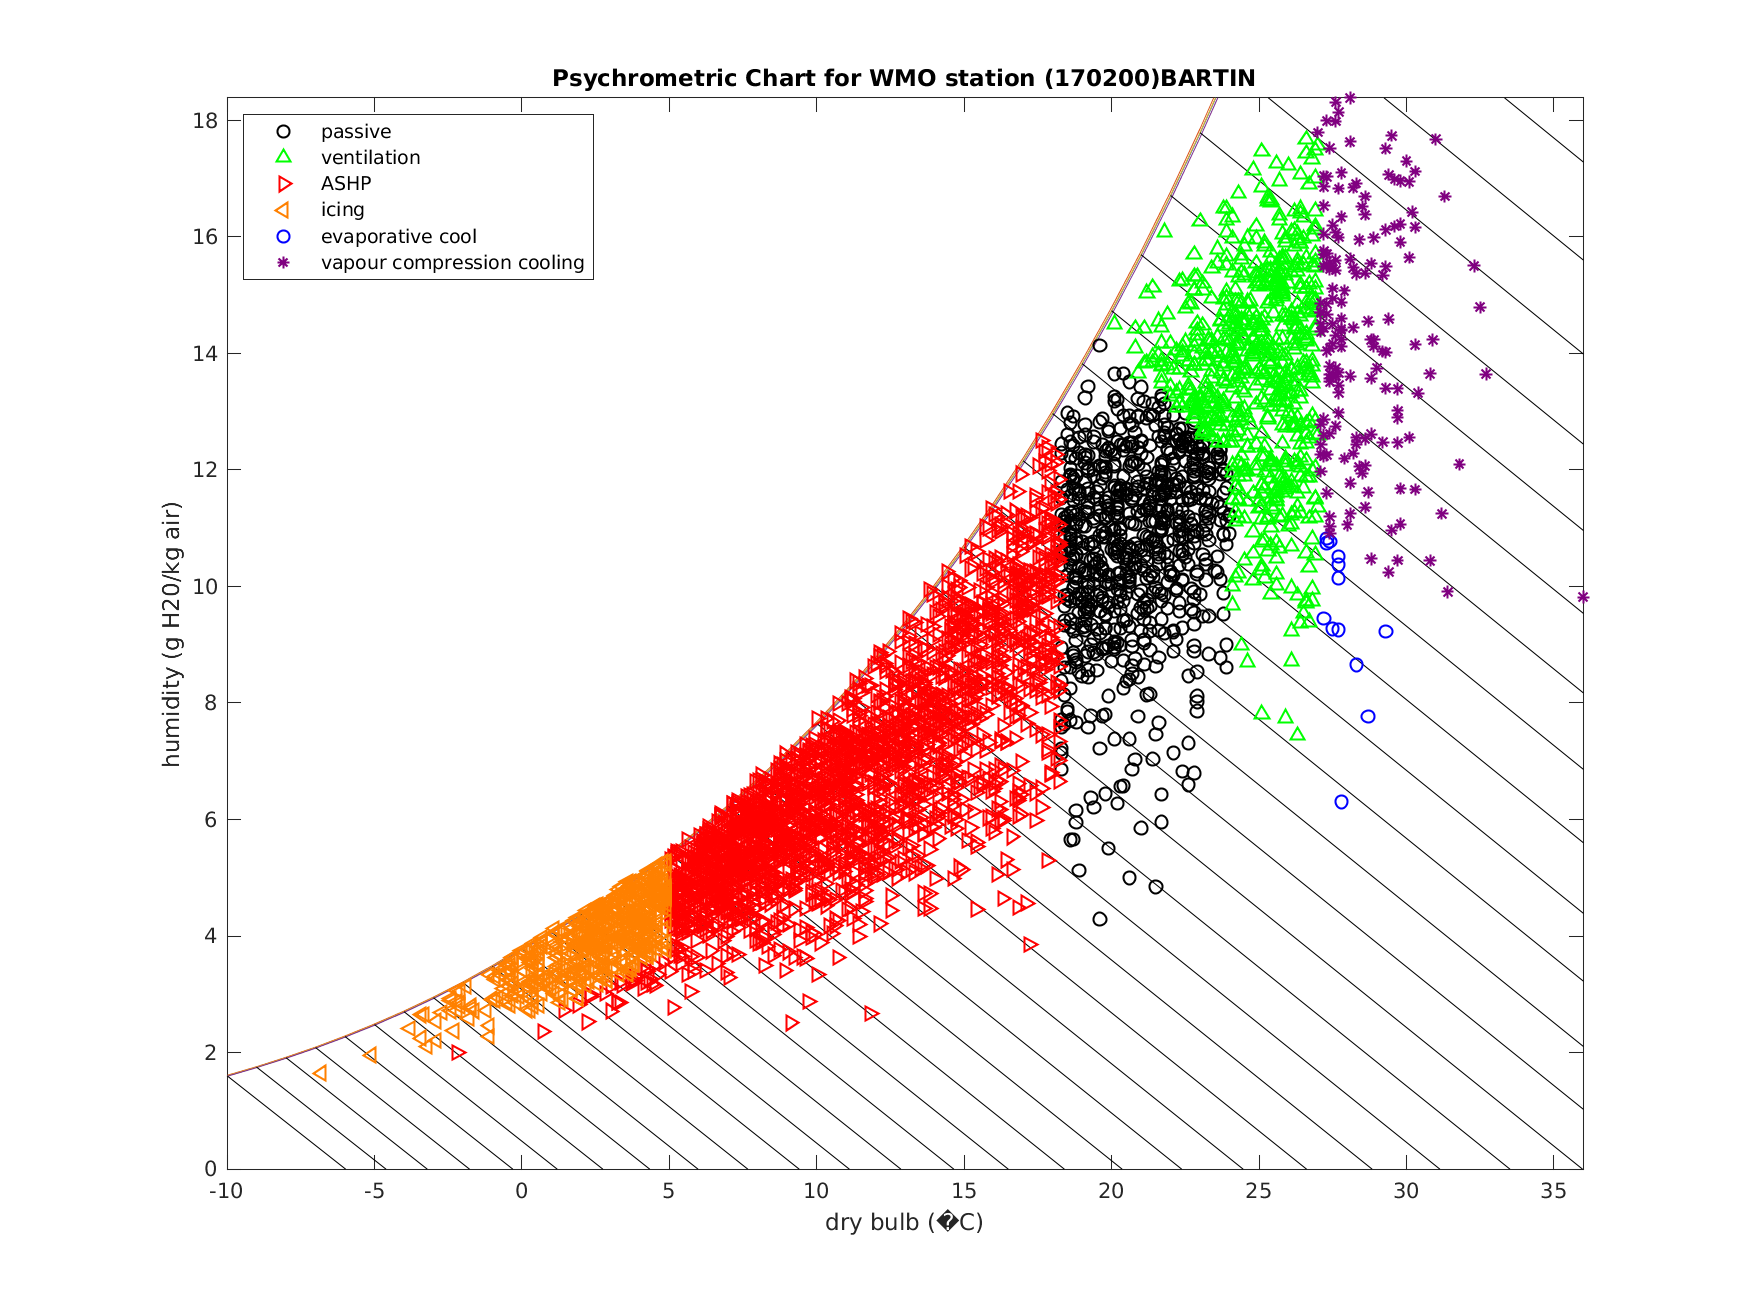 Psychrometric Chart for WMO station (170200)BARTIN
passive
ventilation
ASHP
icing
evaporative cool
vapour compression cooling
humidity (g H20/kg air)
18
16
14
12
10
8
6
4
2
0
-10 -5 0 5 10 15 20 25 30 35
dry bulb (�C)